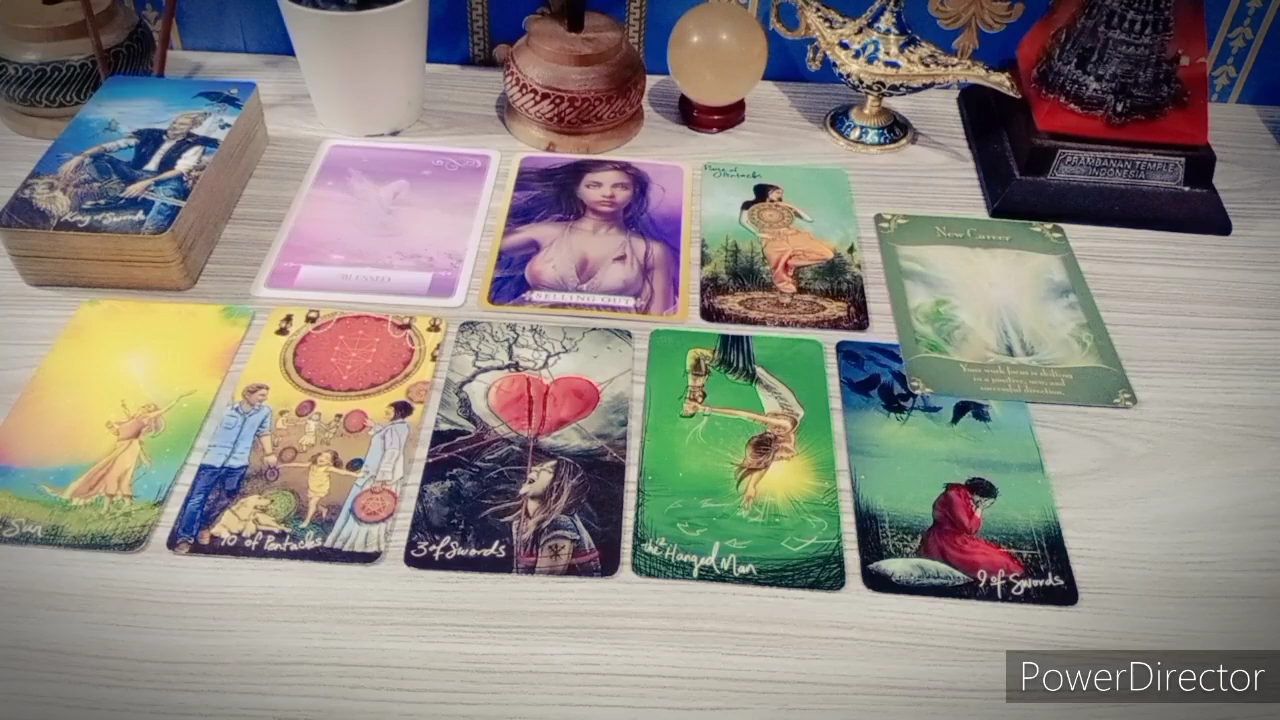 King of Swords
BLESSED
SELLING OUT
Page of
Pentacles
New Career
Your work focus is shifting
in a positive, new, and
successful direction.
PRAMBANAN TEMPLE
INDONESIA
Sun
10 of Pentacles
3 of Swords
12
the Hanged Man
9 of Swords
PowerDirector